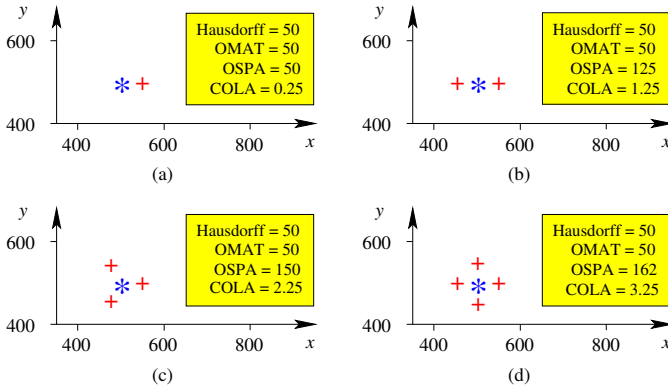 y
600
400
400 600 800 x
Hausdorff = 50
OMAT = 50
OSPA = 50
COLA = 0.25
(a)
y
600
400
400 600 800 x
Hausdorff = 50
OMAT = 50
OSPA = 125
COLA = 1.25
(b)
y
600
400
400 600 800 x
Hausdorff = 50
OMAT = 50
OSPA = 150
COLA = 2.25
(c)
y
600
400
400 600 800 x
Hausdorff = 50
OMAT = 50
OSPA = 162
COLA = 3.25
(d)